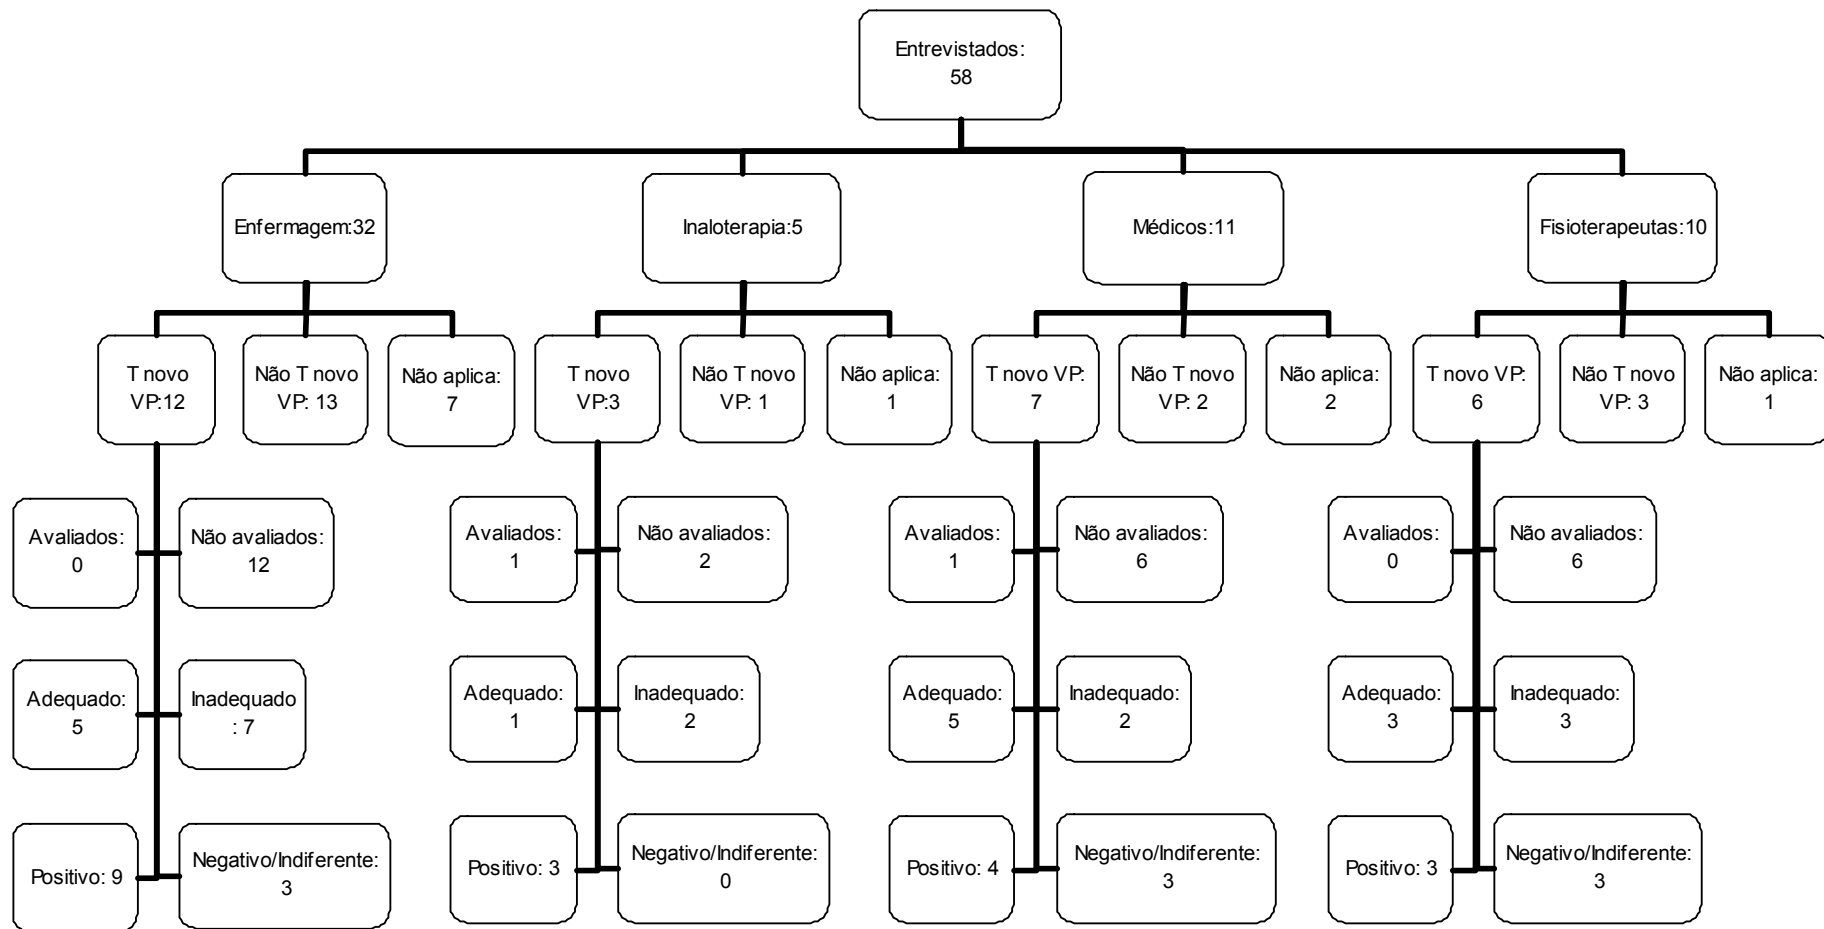 Entrevistados:
58
Enfermagem:32
Inaloterapia:5
Médicos:11
Fisioterapeutas:10
T novo
VP:12
Não T novo
VP: 13
Não aplica:
7
T novo
VP:3
Não T novo
VP: 1
Não aplica:
1
T novo VP:
7
Não T novo
VP: 2
Não aplica:
2
T novo VP:
6
Não T novo
VP: 3
Não aplica:
1
Avaliados:
0
Não avaliados:
12
Avaliados:
1
Não avaliados:
2
Avaliados:
1
Não avaliados:
6
Avaliados:
0
Não avaliados:
6
Adequado:
5
Inadequado
: 7
Adequado:
1
Inadequado:
2
Adequado:
5
Inadequado:
2
Adequado:
3
Inadequado:
3
Positivo: 9
Negativo/Indiferente:
3
Positivo: 3
Negativo/Indiferente:
0
Positivo: 4
Negativo/Indiferente:
3
Positivo: 3
Negativo/Indiferente:
3